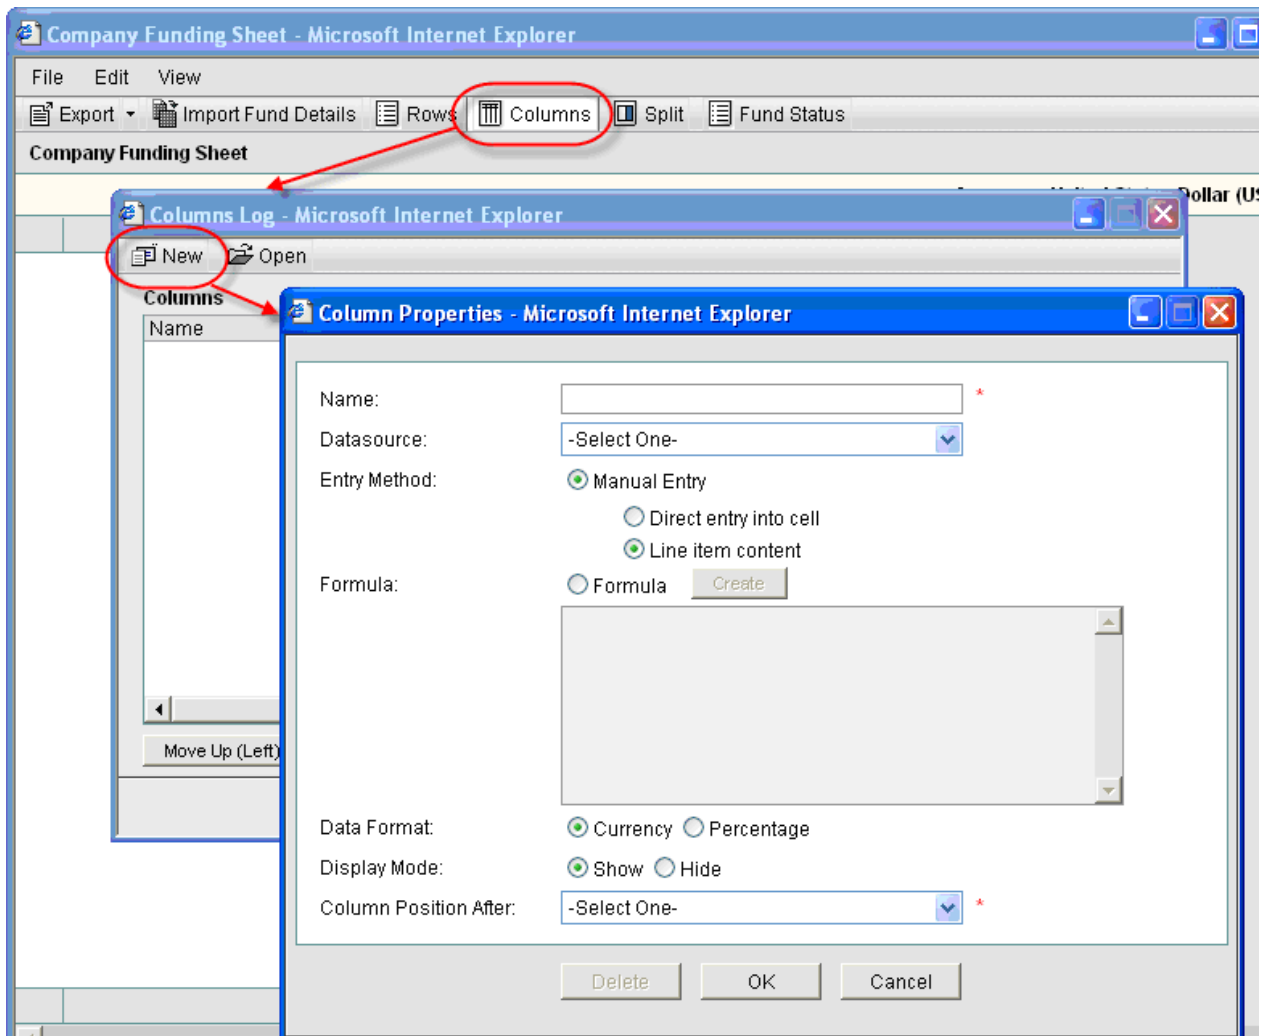 Company Funding Sheet - Microsoft Internet Explorer
File Edit View
Export Import Fund Details Rows Columns Split Fund Status
Company Funding Sheet
Dollar (US
Columns Log - Microsoft Internet Explorer
New Open
Columns
Name
Column Properties - Microsoft Internet Explorer
Name: *
Datasource: -Select One-
Entry Method: Manual Entry
Direct entry into cell
Line item content
Formula: Formula Create
Data Format: Currency Percentage
Display Mode: Show Hide
Column Position After: -Select One- *
Move Up (Left)
Delete OK Cancel